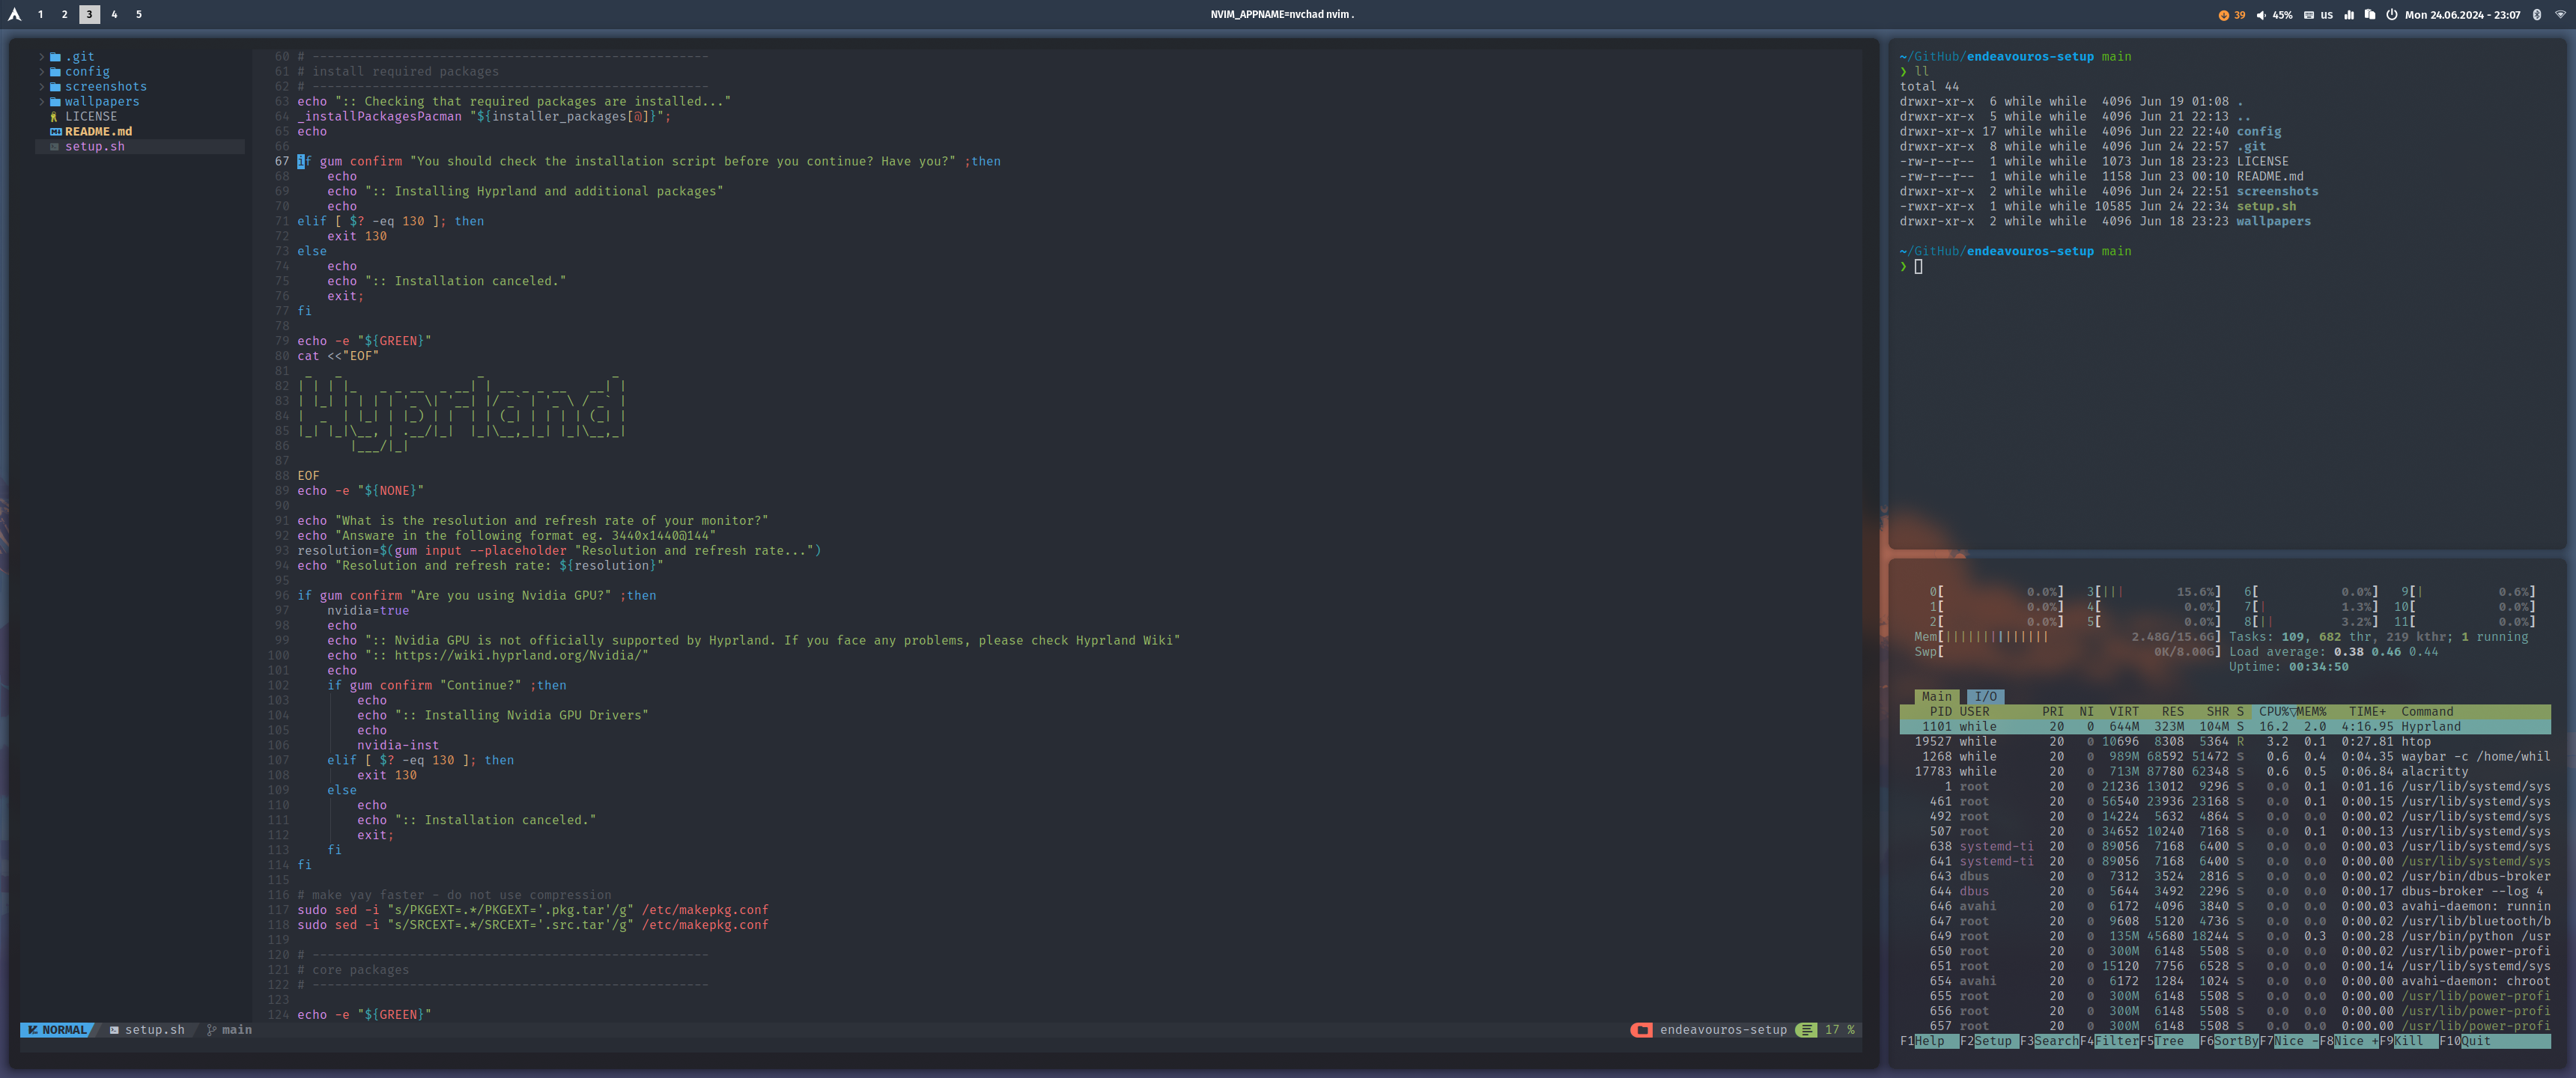 1 2 3 4 5
NVIM_APPNAME=nvchad nvim .
39 45% us Mon 24.06.2024 - 23:07
.git
config
screenshots
wallpapers
LICENSE
README.md
setup.sh
60 # -----------------------------------------------------
61 # install required packages
62 # -----------------------------------------------------
63 echo ":: Checking that required packages are installed..."
64 _installPackagesPacman "${installer_packages[@]}";
65 echo
66
67 if gum confirm "You should check the installation script before you continue? Have you?" ;then
68     echo
69     echo ":: Installing Hyprland and additional packages"
70     echo
71 elif [ $? -eq 130 ]; then
72     exit 130
73 else
74     echo
75     echo ":: Installation canceled."
76     exit;
77 fi
78
79 echo -e "${GREEN}"
80 cat <<"EOF"
81  _   _                  _                 _
82 | | | |_   _ _ __  _ __| | __ _ _ __   __| |
83 | |_| | | | | '_ \| '__| |/ _` | '_ \ / _` |
84 |  _  | |_| | |_) | |  | | (_| | | | | (_| |
85 |_| |_|\__, | .__/|_|  |_|\__,_|_| |_|\__,_|
86        |___/|_|
87
88 EOF
89 echo -e "${NONE}"
90
91 echo "What is the resolution and refresh rate of your monitor?"
92 echo "Answare in the following format eg. 3440x1440@144"
93 resolution=$(gum input --placeholder "Resolution and refresh rate...")
94 echo "Resolution and refresh rate: ${resolution}"
95
96 if gum confirm "Are you using Nvidia GPU?" ;then
97     nvidia=true
98     echo
99     echo ":: Nvidia GPU is not officially supported by Hyprland. If you face any problems, please check Hyprland Wiki"
100     echo ":: https://wiki.hyprland.org/Nvidia/"
101     echo
102     if gum confirm "Continue?" ;then
103         echo
104         echo ":: Installing Nvidia GPU Drivers"
105         echo
106         nvidia-inst
107     elif [ $? -eq 130 ]; then
108         exit 130
109     else
110         echo
111         echo ":: Installation canceled."
112         exit;
113     fi
114 fi
115
116 # make yay faster - do not use compression
117 sudo sed -i "s/PKGEXT=.*/PKGEXT='.pkg.tar'/g" /etc/makepkg.conf
118 sudo sed -i "s/SRCEXT=.*/SRCEXT='.src.tar'/g" /etc/makepkg.conf
119
120 # -----------------------------------------------------
121 # core packages
122 # -----------------------------------------------------
123
124 echo -e "${GREEN}"
NORMAL setup.sh main endeavouros-setup 17 %
~/GitHub/endeavouros-setup main
❯ ll
total 44
drwxr-xr-x  6 while while  4096 Jun 19 01:08 .
drwxr-xr-x  5 while while  4096 Jun 21 22:13 ..
drwxr-xr-x 17 while while  4096 Jun 22 22:40 config
drwxr-xr-x  8 while while  4096 Jun 24 22:57 .git
-rw-r--r--  1 while while  1073 Jun 18 23:23 LICENSE
-rw-r--r--  1 while while  1158 Jun 23 00:10 README.md
drwxr-xr-x  2 while while  4096 Jun 24 22:51 screenshots
-rwxr-xr-x  1 while while 10585 Jun 24 22:34 setup.sh
drwxr-xr-x  2 while while  4096 Jun 18 23:23 wallpapers
~/GitHub/endeavouros-setup main
❯
0[ 0.0%] 3[||| 15.6%] 6[ 0.0%] 9[| 0.6%]
1[ 0.0%] 4[ 0.0%] 7[| 1.3%] 10[ 0.0%]
2[ 0.0%] 5[ 0.0%] 8[|| 3.2%] 11[ 0.0%]
Mem[|||||||||||||| 2.48G/15.6G] Tasks: 109, 682 thr, 219 kthr; 1 running
Swp[ 0K/8.00G] Load average: 0.38 0.46 0.44
Uptime: 00:34:50
Main I/O
PID USER PRI NI VIRT RES SHR S CPU%▽MEM% TIME+ Command
1101 while 20 0 644M 323M 104M S 16.2 2.0 4:16.95 Hyprland
19527 while 20 0 10696 8308 5364 R 3.2 0.1 0:27.81 htop
1268 while 20 0 989M 68592 51472 S 0.6 0.4 0:04.35 waybar -c /home/whil
17783 while 20 0 713M 87780 62348 S 0.6 0.5 0:06.84 alacritty
1 root 20 0 21236 13012 9296 S 0.0 0.1 0:01.16 /usr/lib/systemd/sys
461 root 20 0 56540 23936 23168 S 0.0 0.1 0:00.15 /usr/lib/systemd/sys
492 root 20 0 14224 5632 4864 S 0.0 0.0 0:00.02 /usr/lib/systemd/sys
507 root 20 0 34652 10240 7168 S 0.0 0.1 0:00.13 /usr/lib/systemd/sys
638 systemd-ti 20 0 89056 7168 6400 S 0.0 0.0 0:00.03 /usr/lib/systemd/sys
641 systemd-ti 20 0 89056 7168 6400 S 0.0 0.0 0:00.00 /usr/lib/systemd/sys
643 dbus 20 0 7312 3524 2816 S 0.0 0.0 0:00.02 /usr/bin/dbus-broker
644 dbus 20 0 5644 3492 2296 S 0.0 0.0 0:00.17 dbus-broker --log 4
646 avahi 20 0 6172 4096 3840 S 0.0 0.0 0:00.03 avahi-daemon: runnin
647 root 20 0 9608 5120 4736 S 0.0 0.0 0:00.02 /usr/lib/bluetooth/b
649 root 20 0 135M 45680 18244 S 0.0 0.3 0:00.28 /usr/bin/python /usr
650 root 20 0 300M 6148 5508 S 0.0 0.0 0:00.02 /usr/lib/power-profi
651 root 20 0 15120 7756 6528 S 0.0 0.0 0:00.14 /usr/lib/systemd/sys
654 avahi 20 0 6172 1284 1024 S 0.0 0.0 0:00.00 avahi-daemon: chroot
655 root 20 0 300M 6148 5508 S 0.0 0.0 0:00.00 /usr/lib/power-profi
656 root 20 0 300M 6148 5508 S 0.0 0.0 0:00.00 /usr/lib/power-profi
657 root 20 0 300M 6148 5508 S 0.0 0.0 0:00.00 /usr/lib/power-profi
F1Help F2Setup F3SearchF4FilterF5Tree F6SortByF7Nice -F8Nice +F9Kill F10Quit